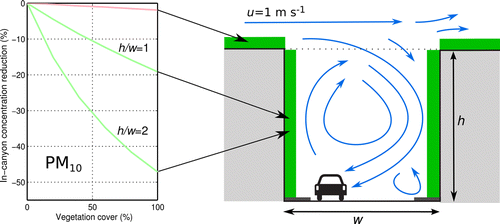 In-canyon concentration reduction (%)
0
-10
-20
-30
-40
-50
h/w=1
h/w=2
PM10
0
50
100
Vegetation cover (%)
u=1 m s-1
h
w